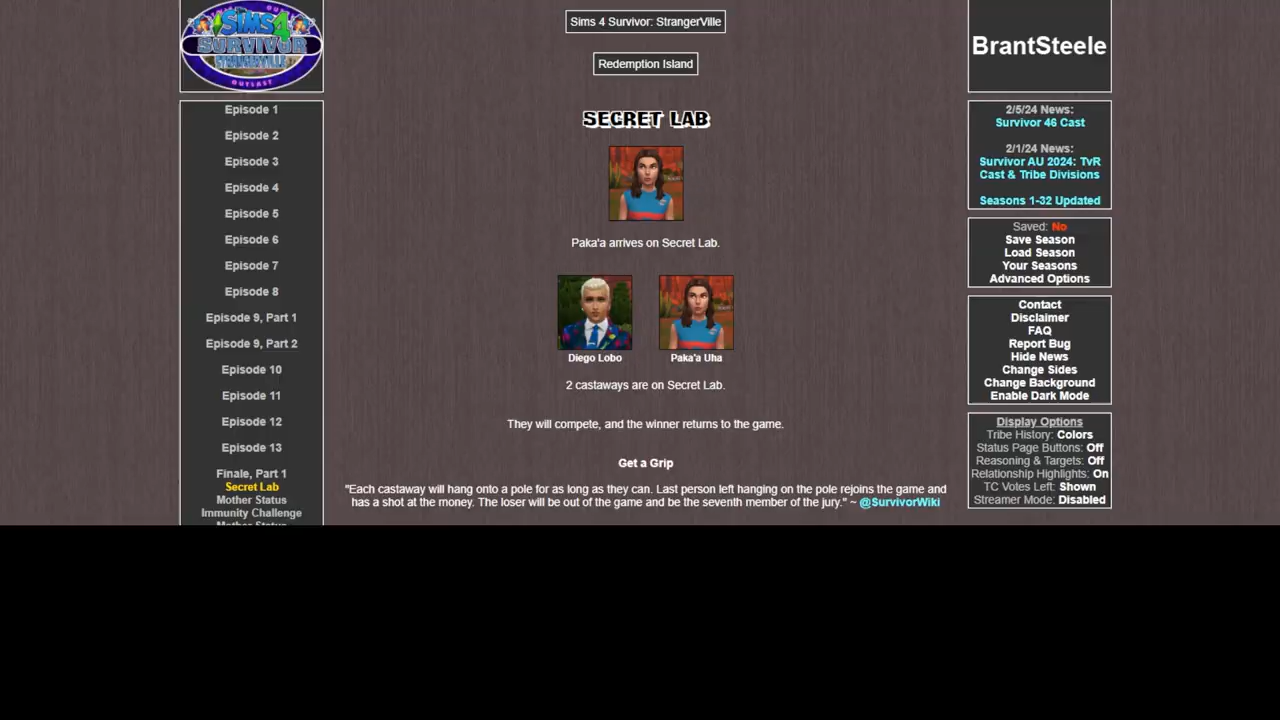 SIMS 4
SURVIVOR
STRANGERVILLE
OUTLAST
Episode 1
Episode 2
Episode 3
Episode 4
Episode 5
Episode 6
Episode 7
Episode 8
Episode 9, Part 1
Episode 9, Part 2
Episode 10
Episode 11
Episode 12
Episode 13
Finale, Part 1
Secret Lab
Mother Status
Immunity Challenge
Mother Status
Sims 4 Survivor: StrangerVille
Redemption Island
SECRET LAB
Paka'a arrives on Secret Lab.
Diego Lobo
Paka'a Uha
2 castaways are on Secret Lab.
They will compete, and the winner returns to the game.
Get a Grip
"Each castaway will hang onto a pole for as long as they can. Last person left hanging on the pole rejoins the game and
has a shot at the money. The loser will be out of the game and be the seventh member of the jury." ~ @SurvivorWiki
BrantSteele
2/5/24 News:
Survivor 46 Cast
2/1/24 News:
Survivor AU 2024: TvR
Cast & Tribe Divisions
Seasons 1-32 Updated
Saved: No
Save Season
Load Season
Your Seasons
Advanced Options
Contact
Disclaimer
FAQ
Report Bug
Hide News
Change Sides
Change Background
Enable Dark Mode
Display Options
Tribe History: Colors
Status Page Buttons: Off
Reasoning & Targets: Off
Relationship Highlights: On
TC Votes Left: Shown
Streamer Mode: Disabled